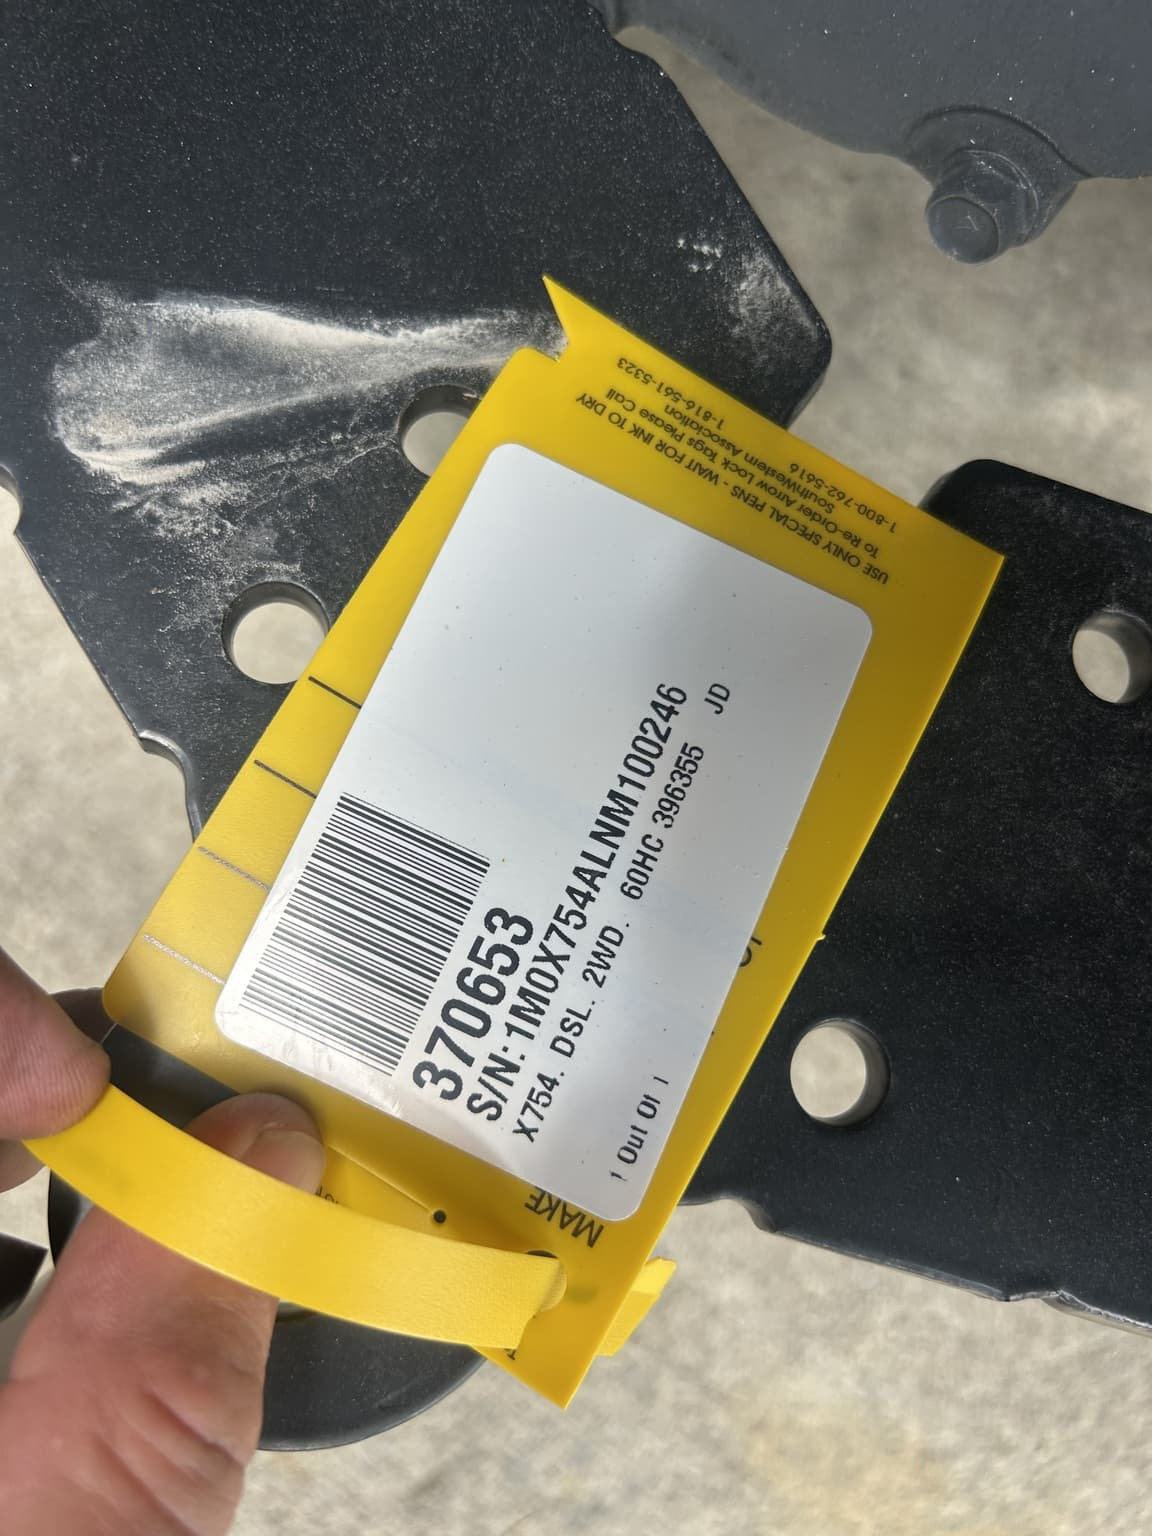 370653
S/N: 1M0X754ALNM100246
X754. DSL. 2WD. 60HC 396355 JD
1 Out Of 1
MAKE
USE ONLY SPECIAL PENS - WAIT FOR INK TO DRY
To Re-Order Arrow Lock Tags Please Call
SouthWestern Association
1-800-762-5616 1-816-561-5323